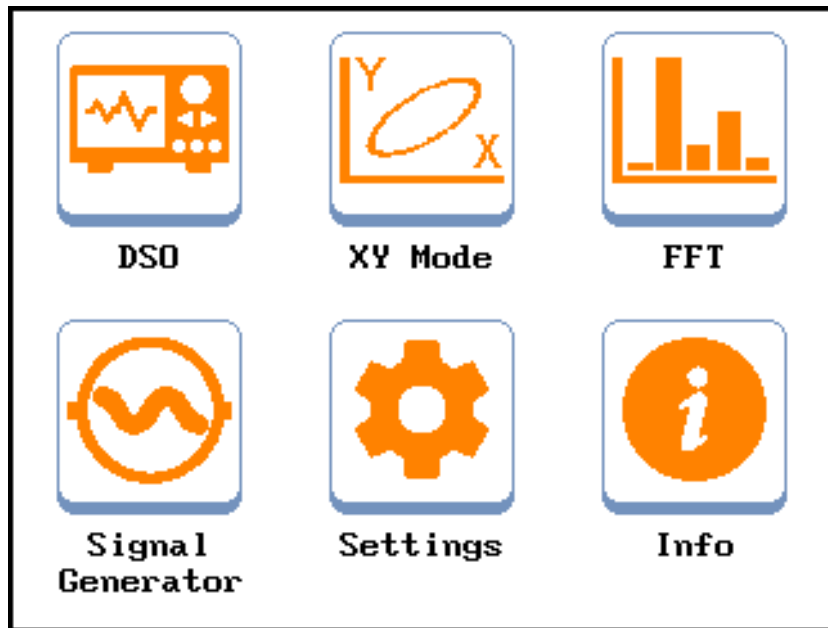 Y
X
DSO
XY Mode
FFT
i
Signal
Generator
Settings
Info